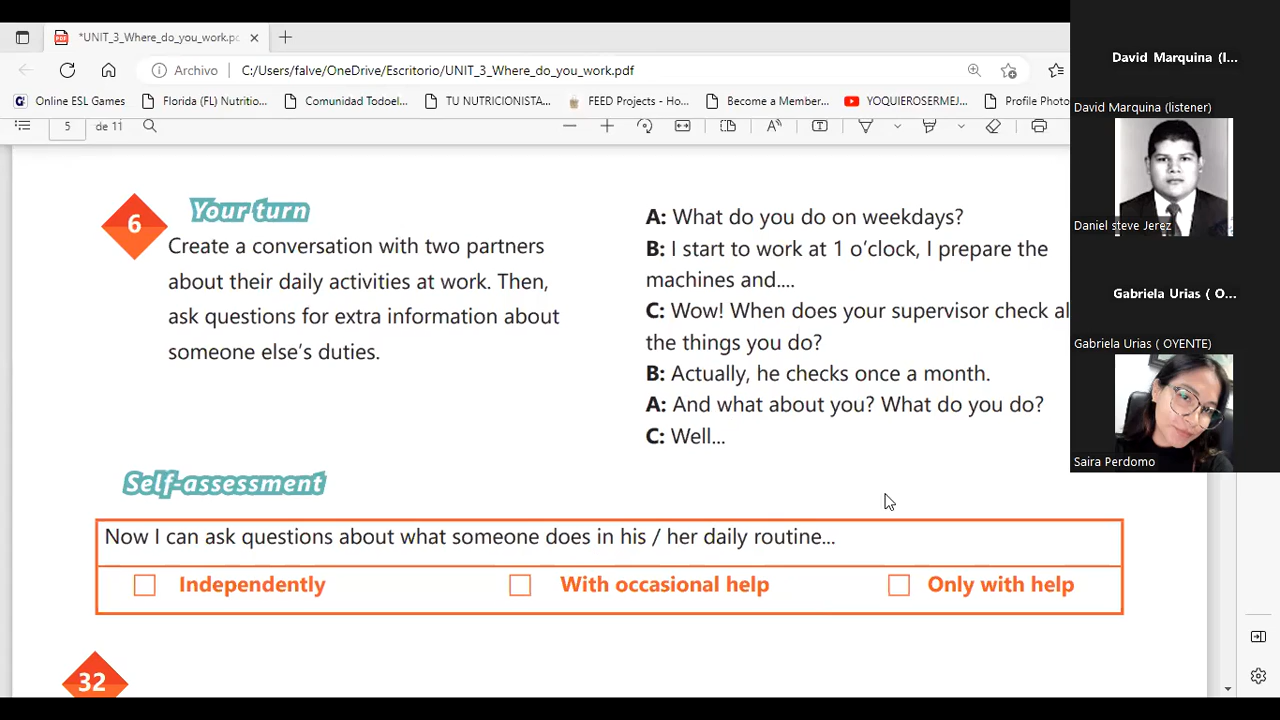 *UNIT_3_Where_do_you_work.pd
Archivo
C:/Users/falve/OneDrive/Escritorio/UNIT_3_Where_do_you_work.pdf
Online ESL Games
Florida (FL) Nutritio...
Comunidad Todoel...
TU NUTRICIONISTA...
FEED Projects - Ho...
Become a Member...
YOQUIEROSERMEJ...
Profile Photo
5 de 11
6
Your turn
Create a conversation with two partners
about their daily activities at work. Then,
ask questions for extra information about
someone else's duties.
A: What do you do on weekdays?
B: I start to work at 1 o'clock, I prepare the
machines and....
C: Wow! When does your supervisor check al
the things you do?
B: Actually, he checks once a month.
A: And what about you? What do you do?
C: Well...
Self-assessment
Now I can ask questions about what someone does in his / her daily routine...
Independently
With occasional help
Only with help
32
David Marquina (l...
David Marquina (listener)
Daniel steve Jerez
Gabriela Urias ( O...
Gabriela Urias ( OYENTE)
Saira Perdomo